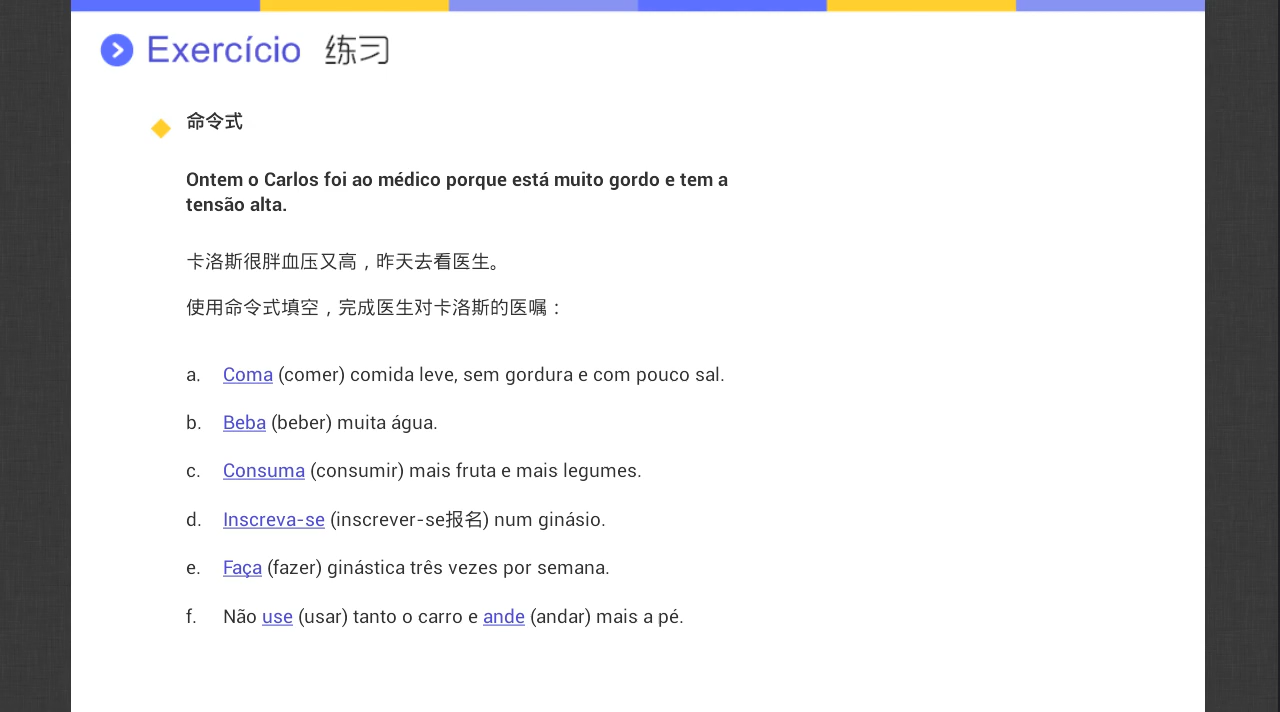 Exercício 练习
命令式
Ontem o Carlos foi ao médico porque está muito gordo e tem a
tensão alta.
卡洛斯很胖血压又高，昨天去看医生。
使用命令式填空，完成医生对卡洛斯的医嘱：
a. Coma (comer) comida leve, sem gordura e com pouco sal.
b. Beba (beber) muita água.
c. Consuma (consumir) mais fruta e mais legumes.
d. Inscreva-se (inscrever-se报名) num ginásio.
e. Faça (fazer) ginástica três vezes por semana.
f. Não use (usar) tanto o carro e ande (andar) mais a pé.